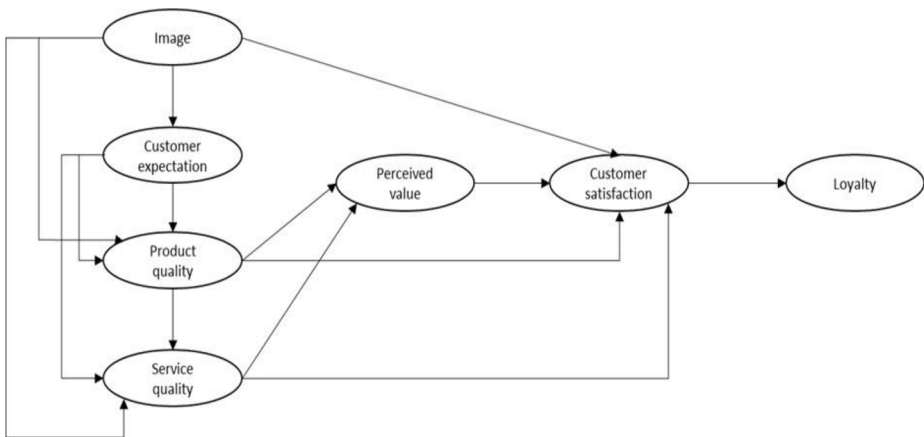 Image
Customer
expectation
Perceived
value
Customer
satisfaction
Loyalty
Product
quality
Service
quality